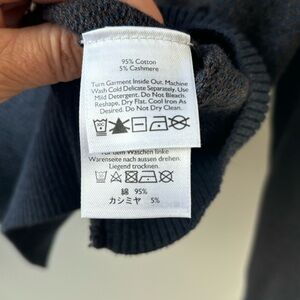 95% Cotton
5% Cashmere
Turn Garment Inside Out. Machine
Wash Cold Delicate Separately. Use
Mild Detergent. Do Not Bleach.
Reshape, Dry Flat. Cool Iron As
Desired. Do Not Dry Clean.
Waschen linke
Warenseite nach aussen drehen.
Liegend trocknen.
綿 95%
カシミヤ 5%